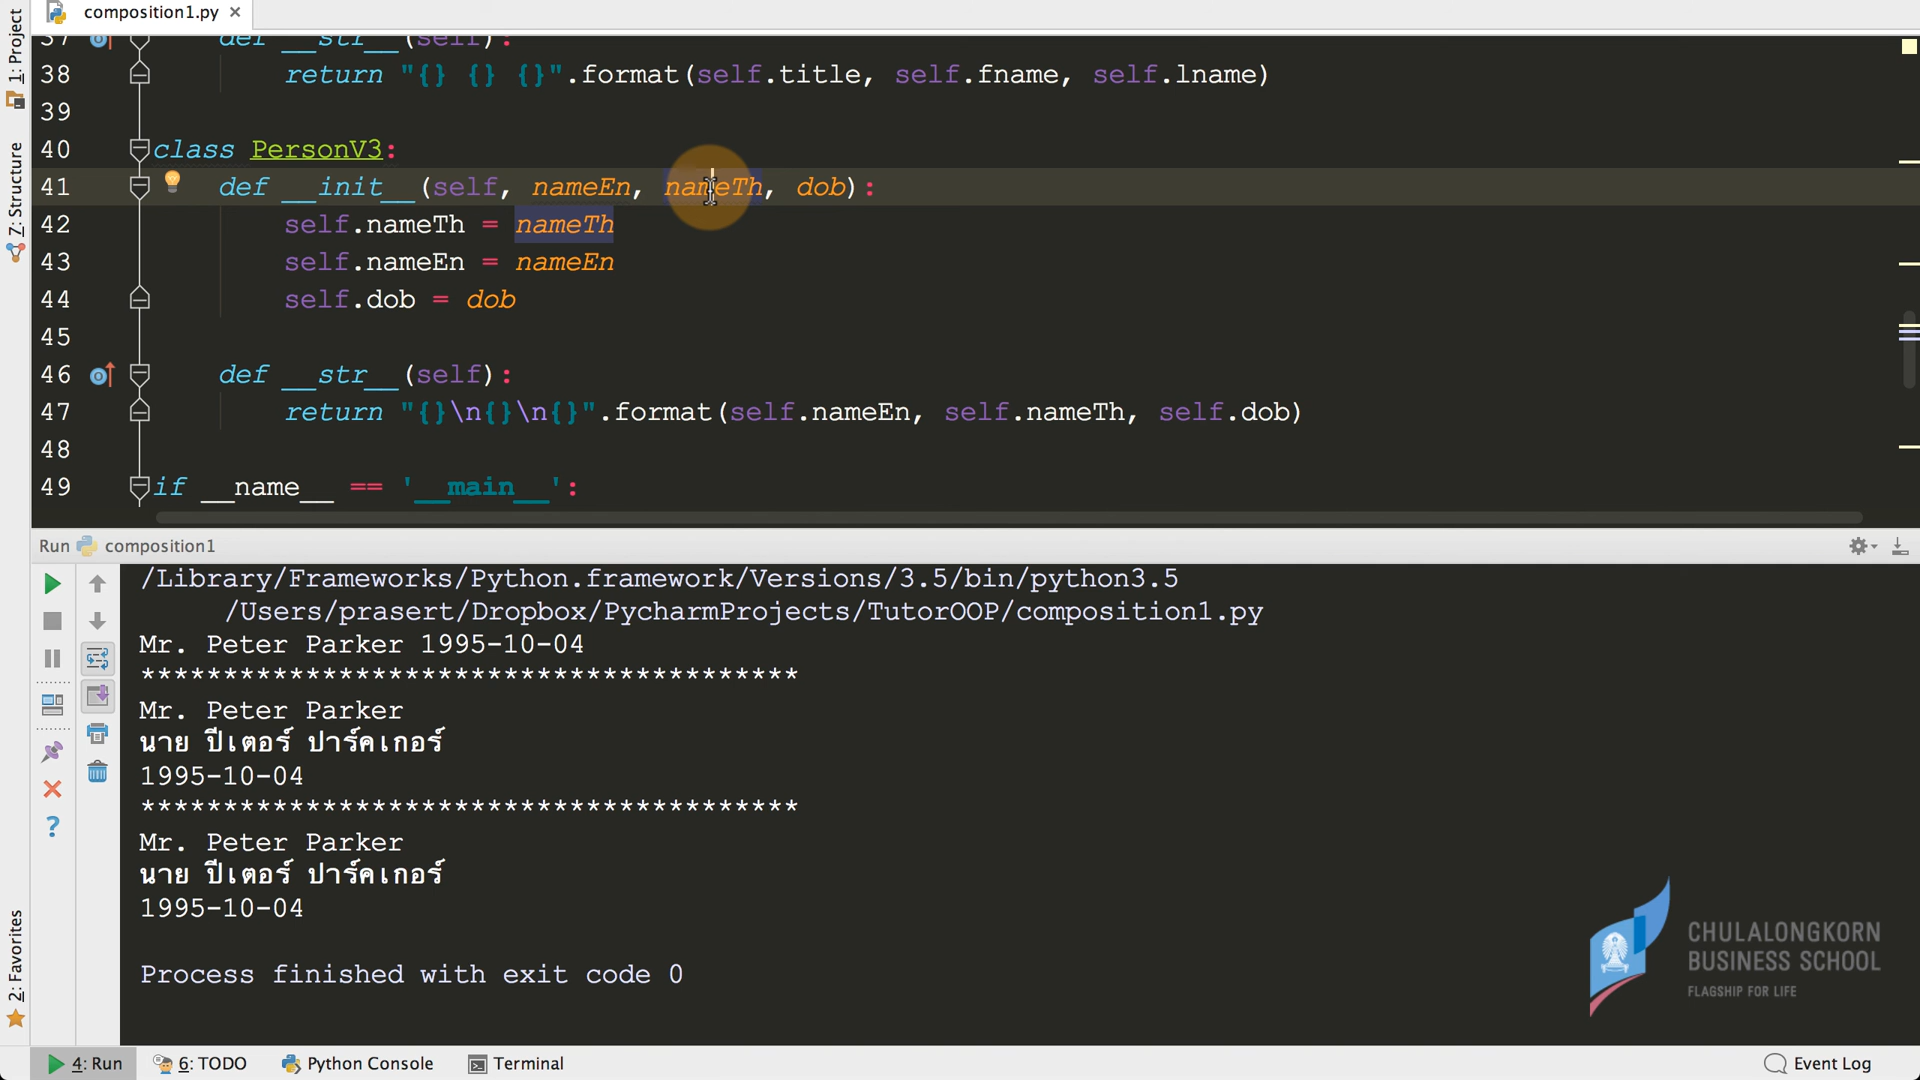 1: Project
7: Structure
2: Favorites
composition1.py
37 def __str__(self):
38 return "{} {} {}".format(self.title, self.fname, self.lname)
39
40 class PersonV3:
41 def __init__(self, nameEn, nameTh, dob):
42 self.nameTh = nameTh
43 self.nameEn = nameEn
44 self.dob = dob
45
46 def __str__(self):
47 return "{}\n{}\n{}".format(self.nameEn, self.nameTh, self.dob)
48
49 if __name__ == '__main__':
Run composition1
/Library/Frameworks/Python.framework/Versions/3.5/bin/python3.5
/Users/prasert/Dropbox/PycharmProjects/TutorOOP/composition1.py
Mr. Peter Parker 1995-10-04
****************************************
Mr. Peter Parker
นาย ปีเตอร์ ปาร์คเกอร์
1995-10-04
****************************************
Mr. Peter Parker
นาย ปีเตอร์ ปาร์คเกอร์
1995-10-04
Process finished with exit code 0
CHULALONGKORN
BUSINESS SCHOOL
FLAGSHIP FOR LIFE
4: Run 6: TODO Python Console Terminal Event Log